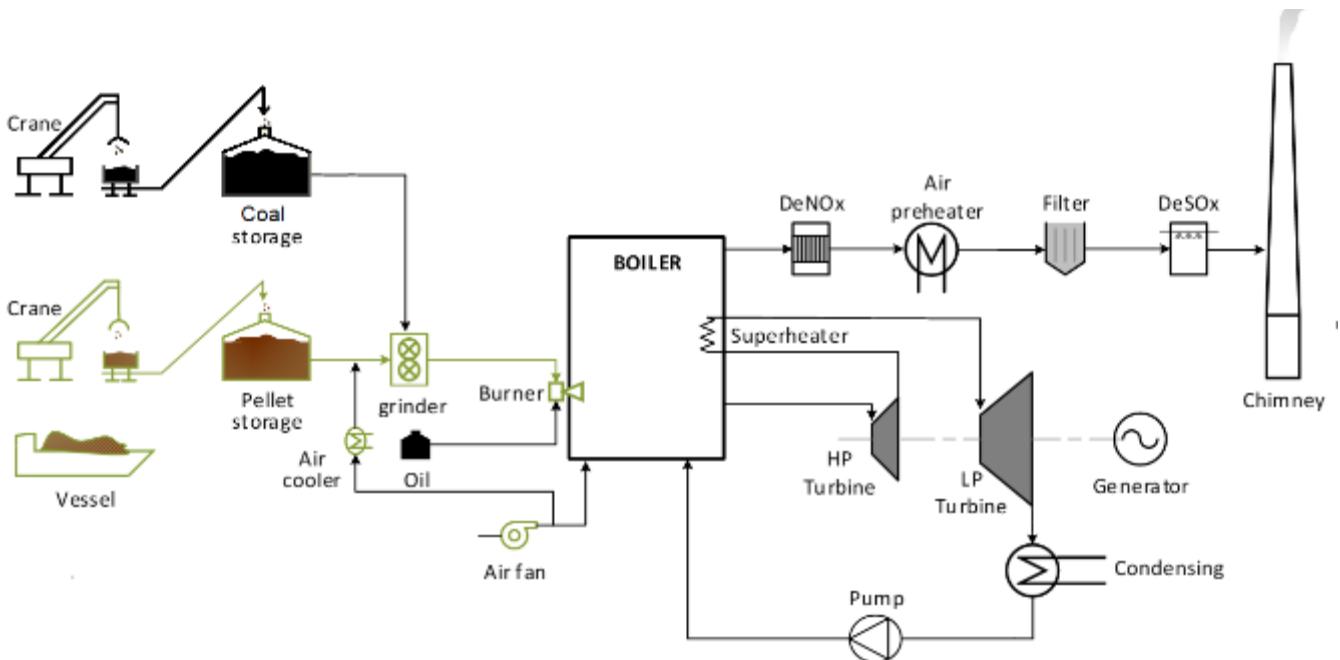 Crane
Coal
storage
Crane
Pellet
storage
Vessel
grinder
Air
cooler
Oil
Burner
Air fan
BOILER
Superheater
DeNOx
Air
preheater
Filter
DeSOx
Chimney
HP
Turbine
LP
Turbine
Generator
Condensing
Pump